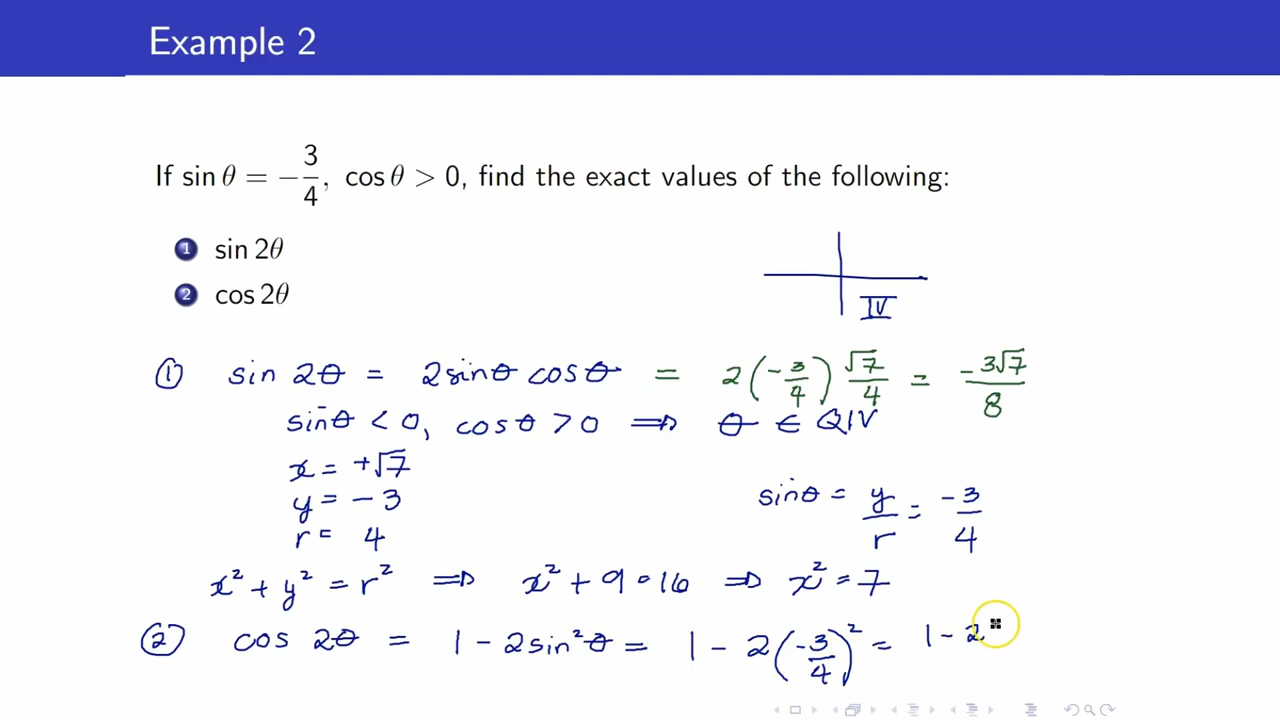 Example 2
If sin θ = −3/4, cos θ > 0, find the exact values of the following:
1 sin 2θ
2 cos 2θ
IV
① sin 2θ = 2 sinθ cosθ = 2(-3/4) √7/4 = -3√7/8
sinθ < 0, cosθ > 0 ⟹ θ ∈ QIV
x = +√7
y = -3
sinθ = y/r = -3/4
r = 4
x² + y² = r² ⟹ x² + 9 = 16 ⟹ x² = 7
② cos 2θ = 1 - 2sin²θ = 1 - 2(-3/4)² = 1 - 2